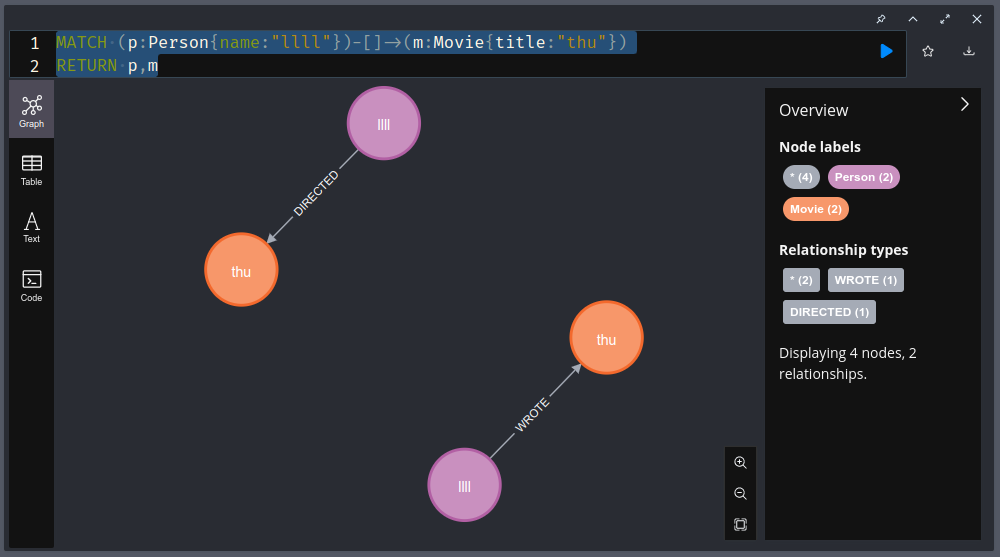 1 MATCH (p:Person{name:"llll"})-[]->(m:Movie{title:"thu"})
2 RETURN p,m
Graph
Table
Text
Code
llll
DIRECTED
thu
thu
WROTE
llll
Overview
Node labels
* (4) Person (2)
Movie (2)
Relationship types
* (2) WROTE (1)
DIRECTED (1)
Displaying 4 nodes, 2
relationships.